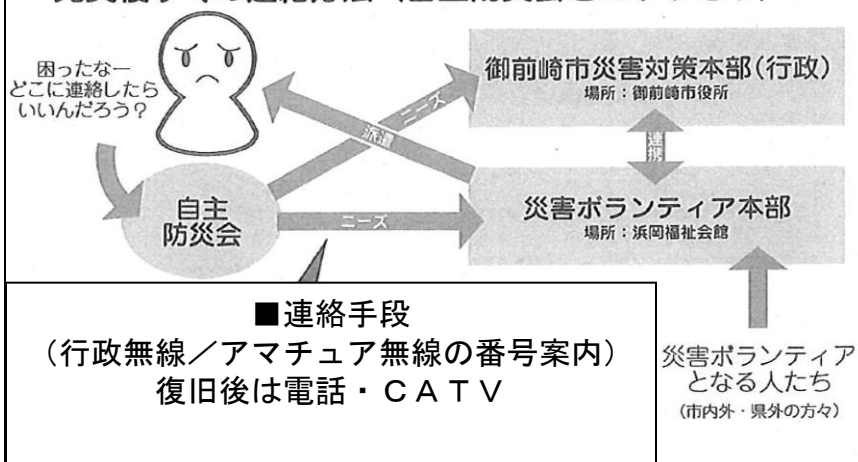 困ったなー
どこに連絡したら
いいんだろう？
御前崎市災害対策本部(行政)
場所：御前崎市役所
ニーズ
派遣
連携
自主
防災会
ニーズ
災害ボランティア本部
場所：浜岡福祉会館
■連絡手段
（行政無線／アマチュア無線の番号案内）
復旧後は電話・ＣＡＴＶ
災害ボランティア
となる人たち
(市内外・県外の方々)